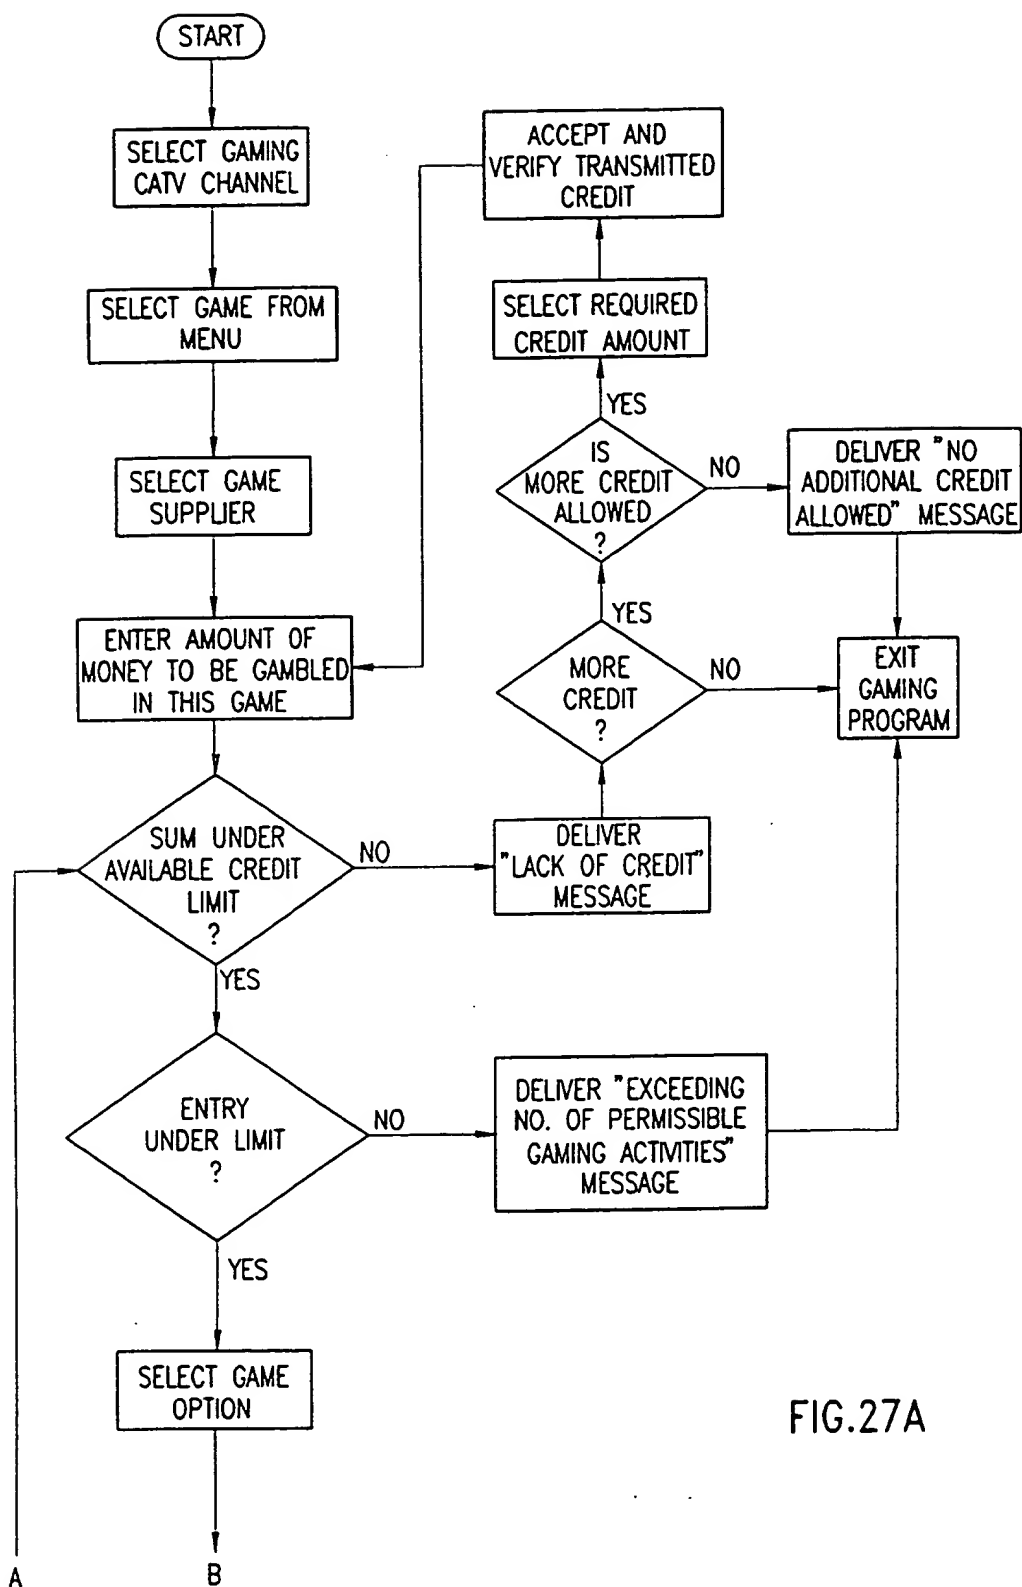 START
SELECT GAMING
CATV CHANNEL
SELECT GAME FROM
MENU
SELECT GAME
SUPPLIER
ENTER AMOUNT OF
MONEY TO BE GAMBLED
IN THIS GAME
SUM UNDER
AVAILABLE CREDIT
LIMIT
?
NO
YES
ENTRY
UNDER LIMIT
?
NO
YES
SELECT GAME
OPTION
A
B
ACCEPT AND
VERIFY TRANSMITTED
CREDIT
SELECT REQUIRED
CREDIT AMOUNT
YES
IS
MORE CREDIT
ALLOWED
?
NO
DELIVER "NO
ADDITIONAL CREDIT
ALLOWED" MESSAGE
YES
MORE
CREDIT
?
NO
EXIT
GAMING
PROGRAM
DELIVER
"LACK OF CREDIT"
MESSAGE
DELIVER "EXCEEDING
NO. OF PERMISSIBLE
GAMING ACTIVITIES"
MESSAGE
FIG.27A